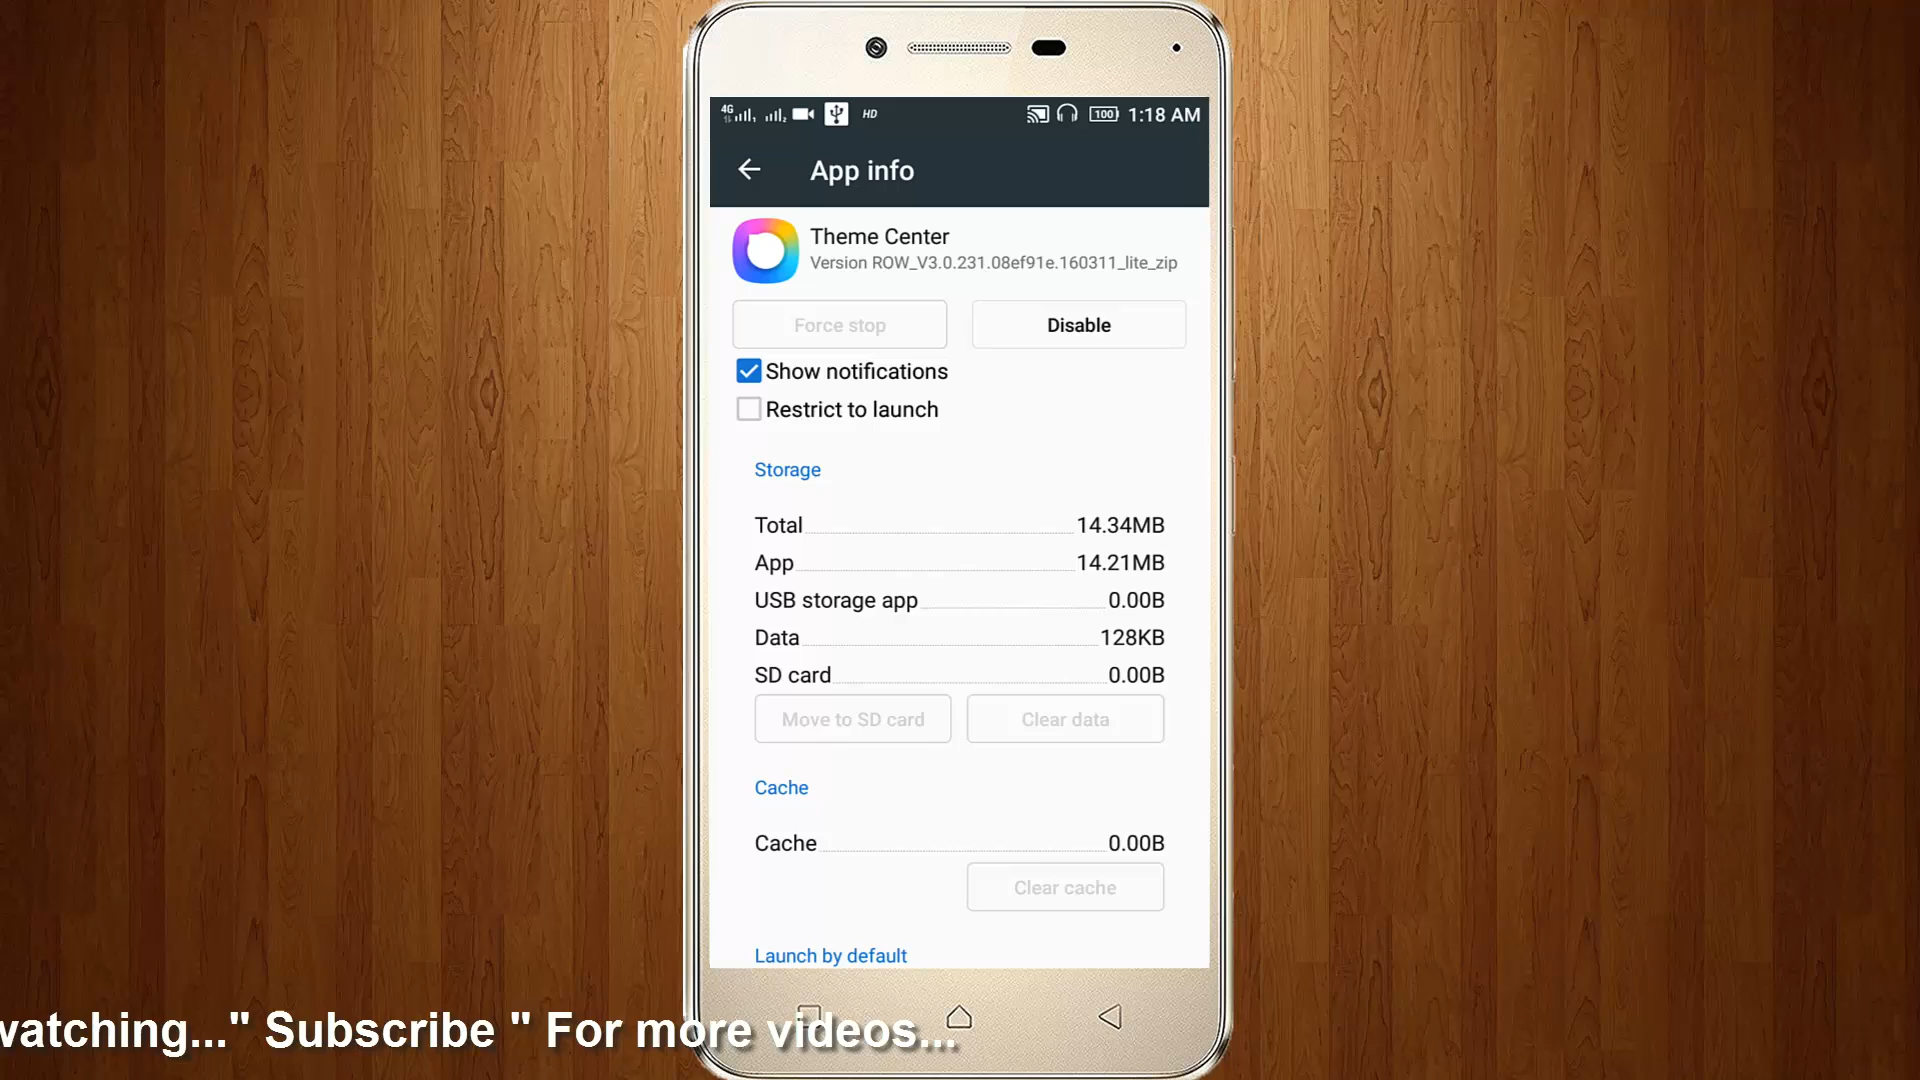 4G HD 100 1:18 AM
App info
Theme Center
Version ROW_V3.0.231.08ef91e.160311_lite_zip
Force stop Disable
Show notifications
Restrict to launch
Storage
Total 14.34MB
App 14.21MB
USB storage app 0.00B
Data 128KB
SD card 0.00B
Move to SD card Clear data
Cache
Cache 0.00B
Clear cache
Launch by default
watching..." Subscribe " For more videos...